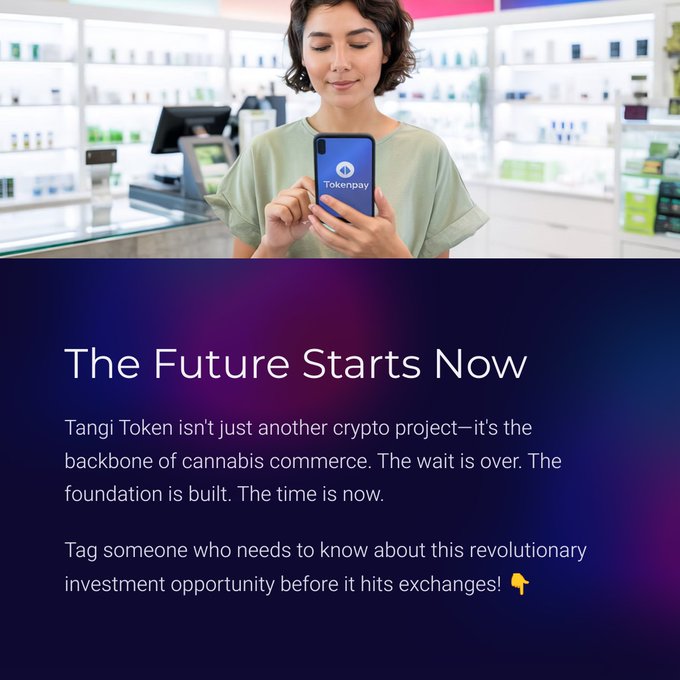 Tokenpay
The Future Starts Now
Tangi Token isn't just another crypto project—it's the
backbone of cannabis commerce. The wait is over. The
foundation is built. The time is now.
Tag someone who needs to know about this revolutionary
investment opportunity before it hits exchanges! 👇